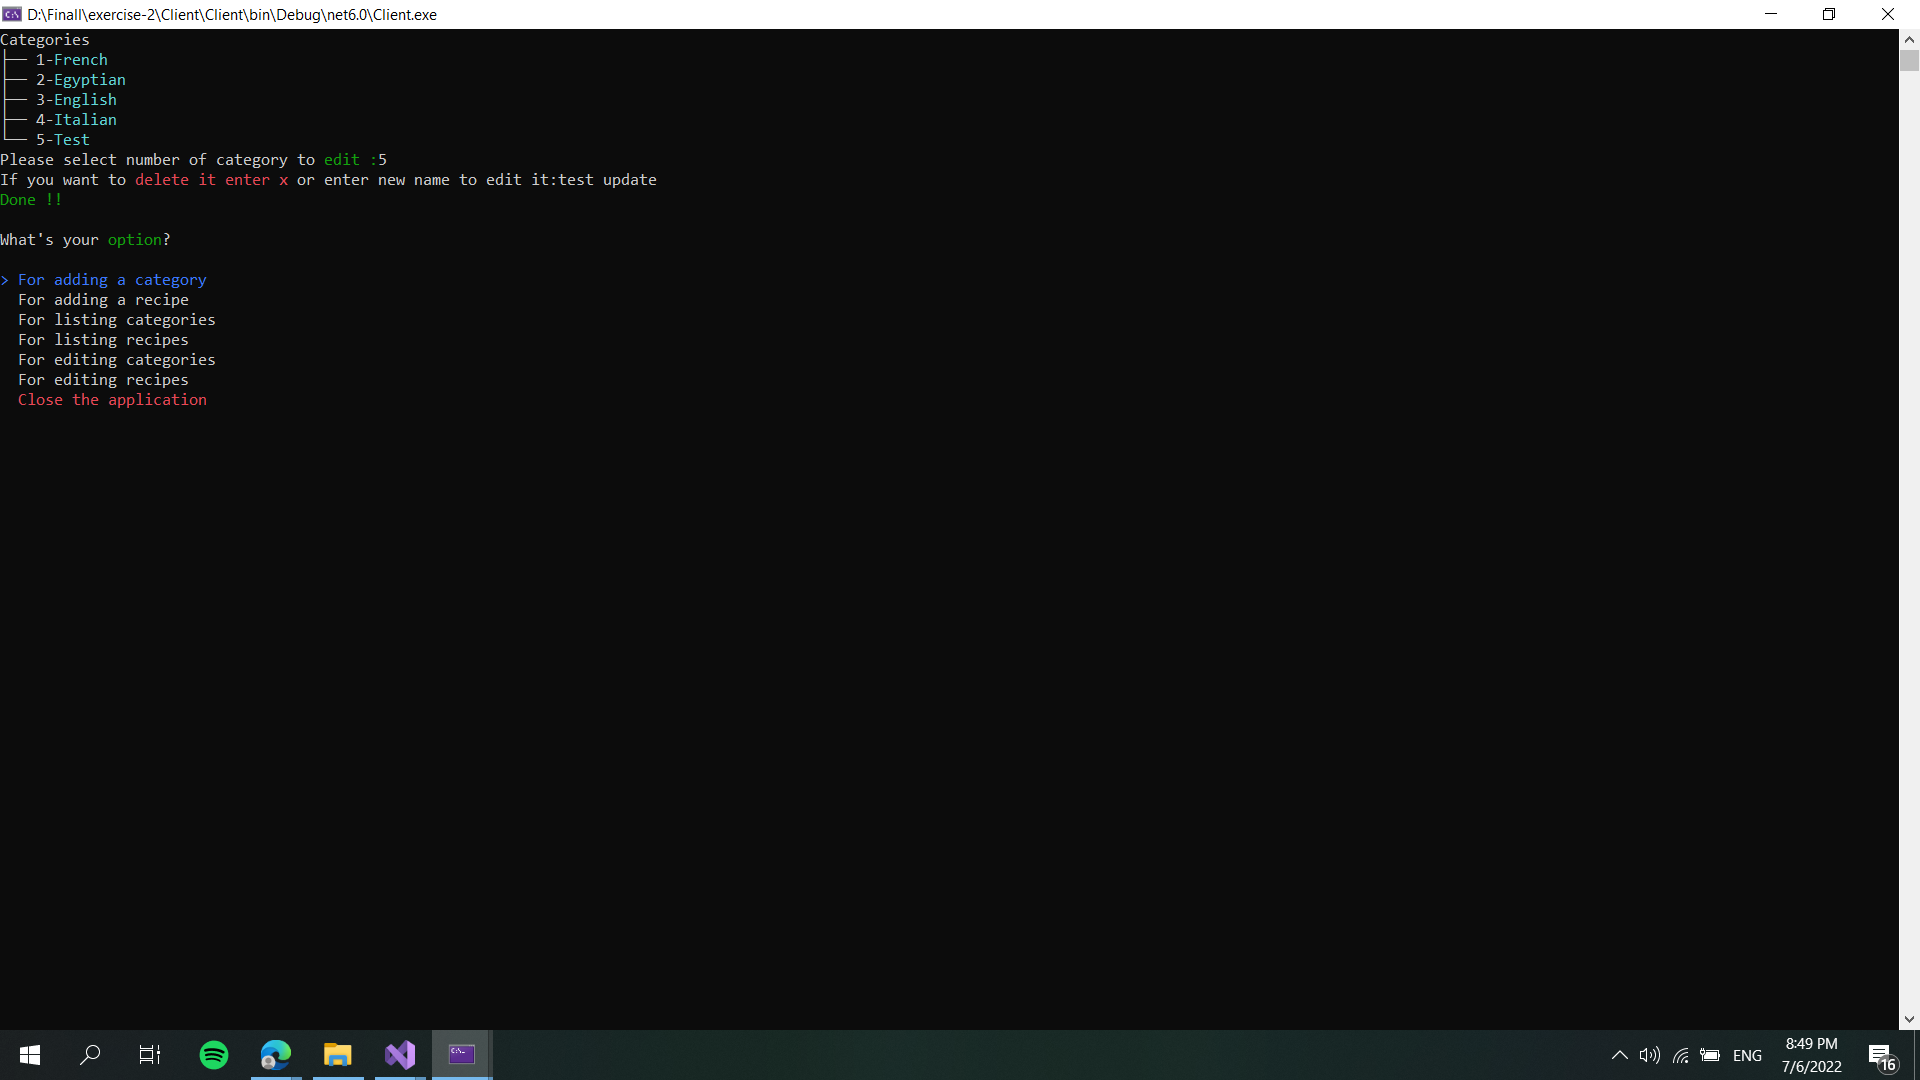 D:\Finall\exercise-2\Client\Client\bin\Debug\net6.0\Client.exe
Categories
├── 1-French
├── 2-Egyptian
├── 3-English
├── 4-Italian
└── 5-Test
Please select number of category to edit :5
If you want to delete it enter x or enter new name to edit it:test update
Done !!
What's your option?
> For adding a category
For adding a recipe
For listing categories
For listing recipes
For editing categories
For editing recipes
Close the application
ENG
8:49 PM
7/6/2022
16